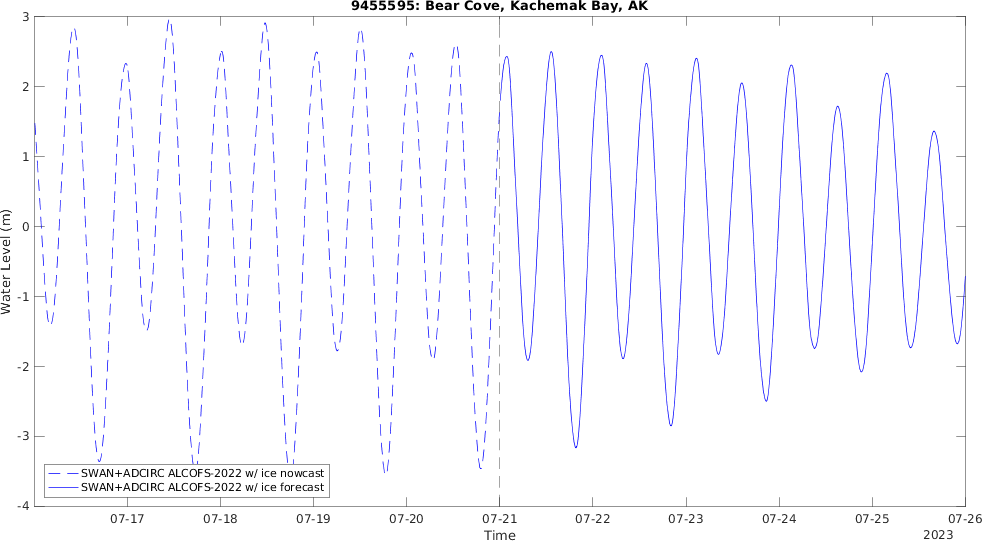 9455595: Bear Cove, Kachemak Bay, AK
3
2
1
0
-1
-2
-3
-4
Water Level (m)
SWAN+ADCIRC ALCOFS-2022 w/ ice nowcast
SWAN+ADCIRC ALCOFS-2022 w/ ice forecast
07-17 07-18 07-19 07-20 07-21 07-22 07-23 07-24 07-25 07-26
Time
2023